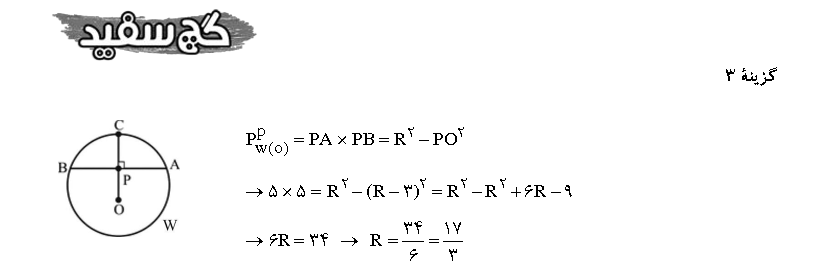 گچ سفید
گزینهٔ ۳
P^p_w(o) = PA × PB = R^۲ − PO^۲
→ ۵ × ۵ = R^۲ − (R − ۳)^۲ = R^۲ − R^۲ + ۶R − ۹
→ ۶R = ۳۴ → R = ۳۴/۶ = ۱۷/۳
C
B A
P
O
W